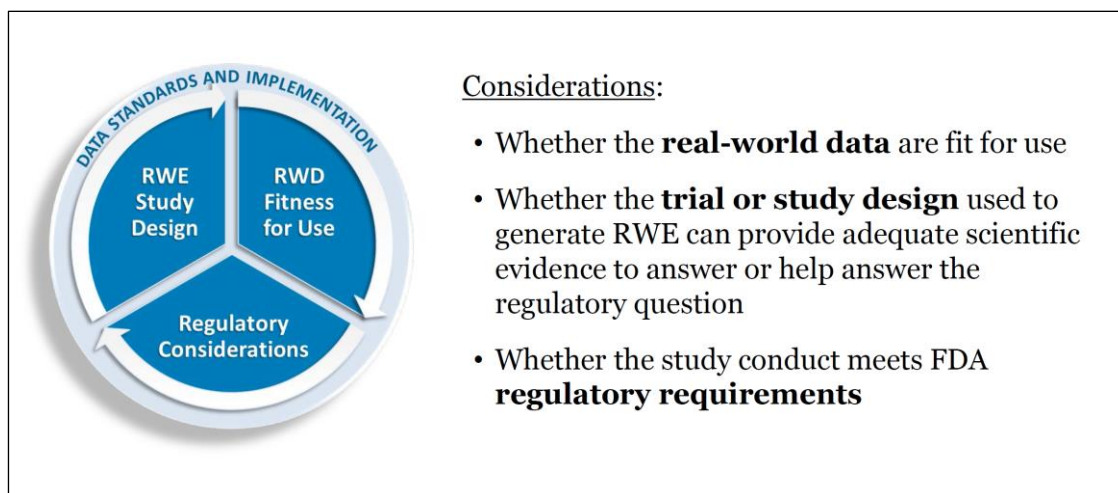 DATA STANDARDS AND IMPLEMENTATION
RWE
Study
Design
RWD
Fitness
for Use
Regulatory
Considerations
Considerations:
• Whether the real-world data are fit for use
• Whether the trial or study design used to
generate RWE can provide adequate scientific
evidence to answer or help answer the
regulatory question
• Whether the study conduct meets FDA
regulatory requirements